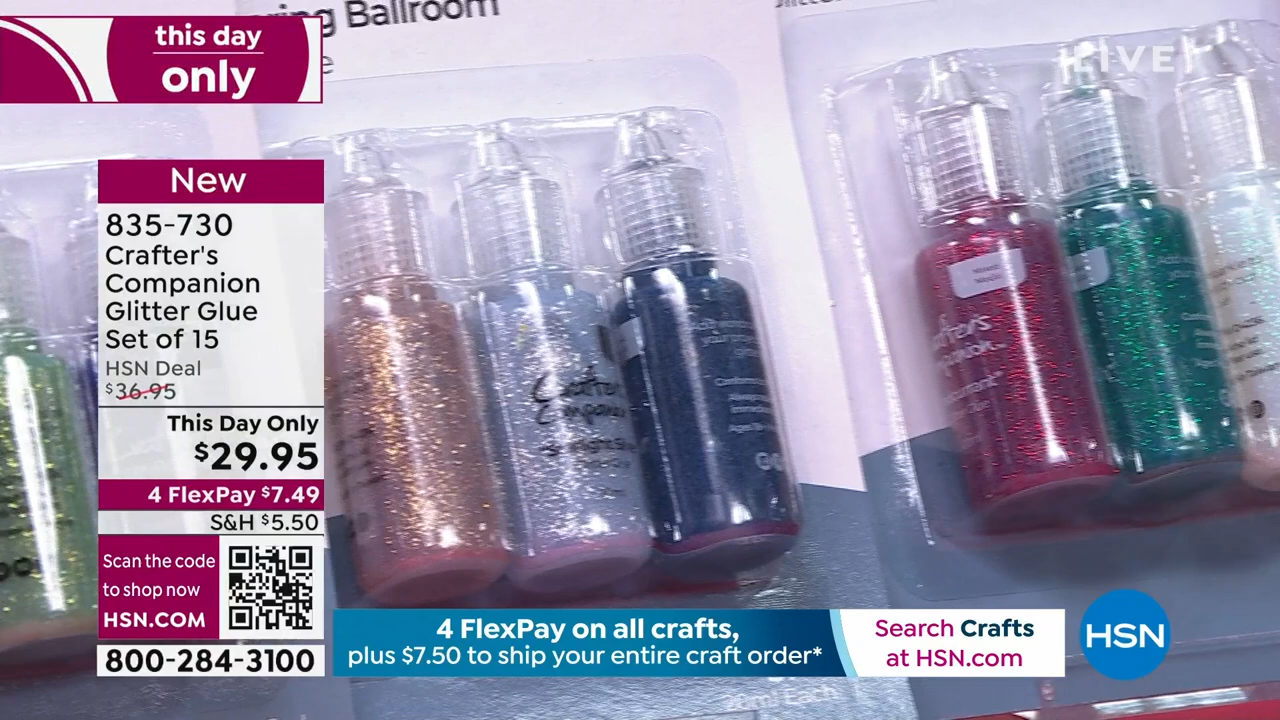 this day
only
Ballroom
LIVE
New
835-730
Crafter's
Companion
Glitter Glue
Set of 15
HSN Deal
$36.95
This Day Only
$29.95
4 FlexPay $7.49
S&H $5.50
Scan the code
to shop now
HSN.COM
800-284-3100
4 FlexPay on all crafts,
plus $7.50 to ship your entire craft order*
Search Crafts
at HSN.com
HSN
Each